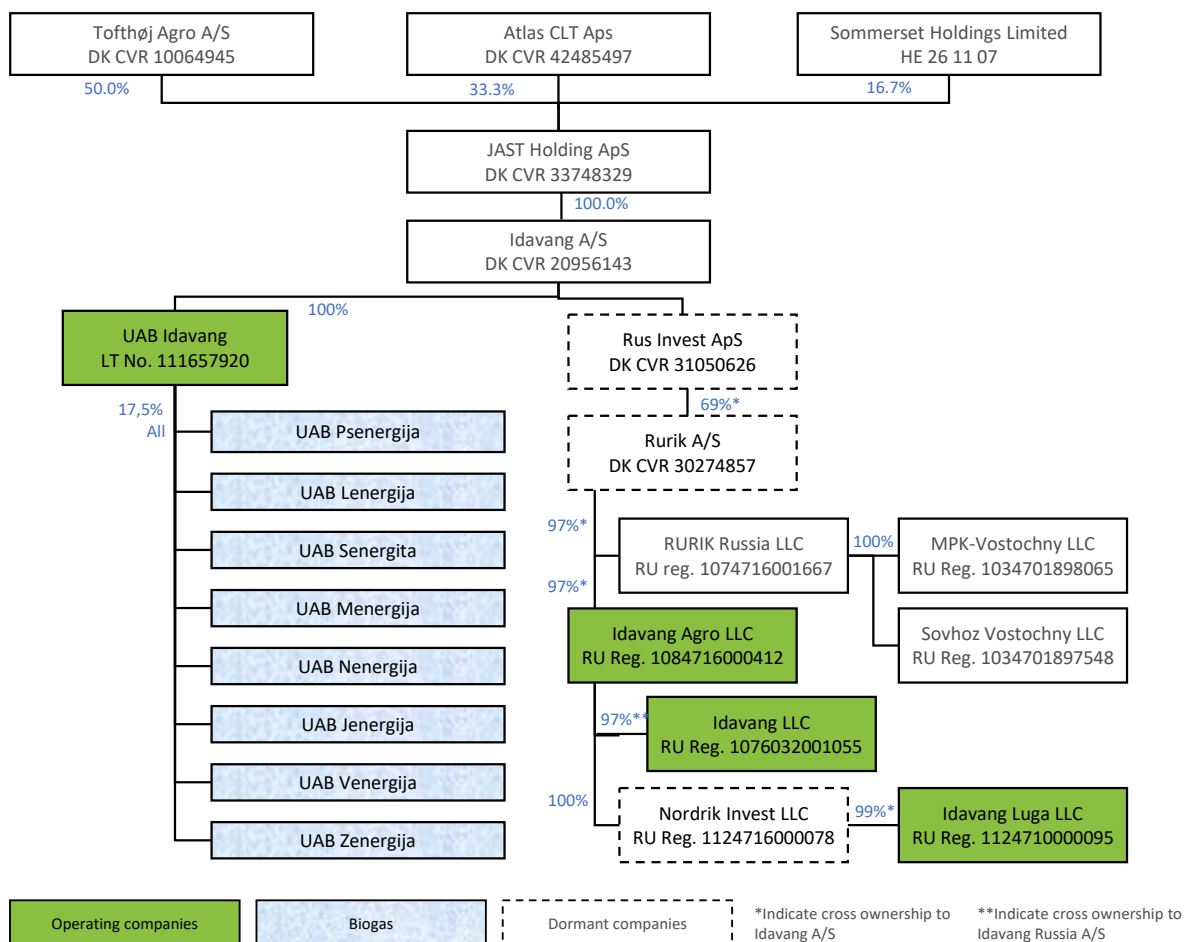 Tofthøj Agro A/S
DK CVR 10064945
Atlas CLT Aps
DK CVR 42485497
Sommerset Holdings Limited
HE 26 11 07
50.0%
33.3%
16.7%
JAST Holding ApS
DK CVR 33748329
100.0%
Idavang A/S
DK CVR 20956143
100%
UAB Idavang
LT No. 111657920
17,5%
All
UAB Psenergija
UAB Lenergija
UAB Senergita
UAB Menergija
UAB Nenergija
UAB Jenergija
UAB Venergija
UAB Zenergija
Rus Invest ApS
DK CVR 31050626
69%*
Rurik A/S
DK CVR 30274857
97%*
RURIK Russia LLC
RU reg. 1074716001667
100%
MPK-Vostochny LLC
RU Reg. 1034701898065
Sovhoz Vostochny LLC
RU Reg. 1034701897548
97%*
Idavang Agro LLC
RU Reg. 1084716000412
97%**
Idavang LLC
RU Reg. 1076032001055
100%
Nordrik Invest LLC
RU Reg. 1124716000078
99%*
Idavang Luga LLC
RU Reg. 1124710000095
Operating companies
Biogas
Dormant companies
*Indicate cross ownership to
Idavang A/S
**Indicate cross ownership to
Idavang Russia A/S